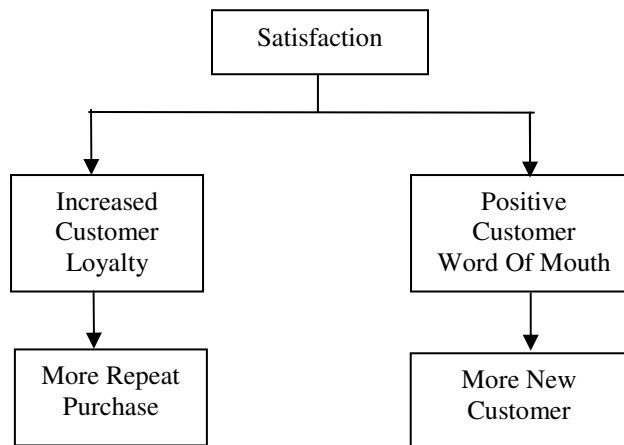 Satisfaction
Increased
Customer
Loyalty
Positive
Customer
Word Of Mouth
More Repeat
Purchase
More New
Customer